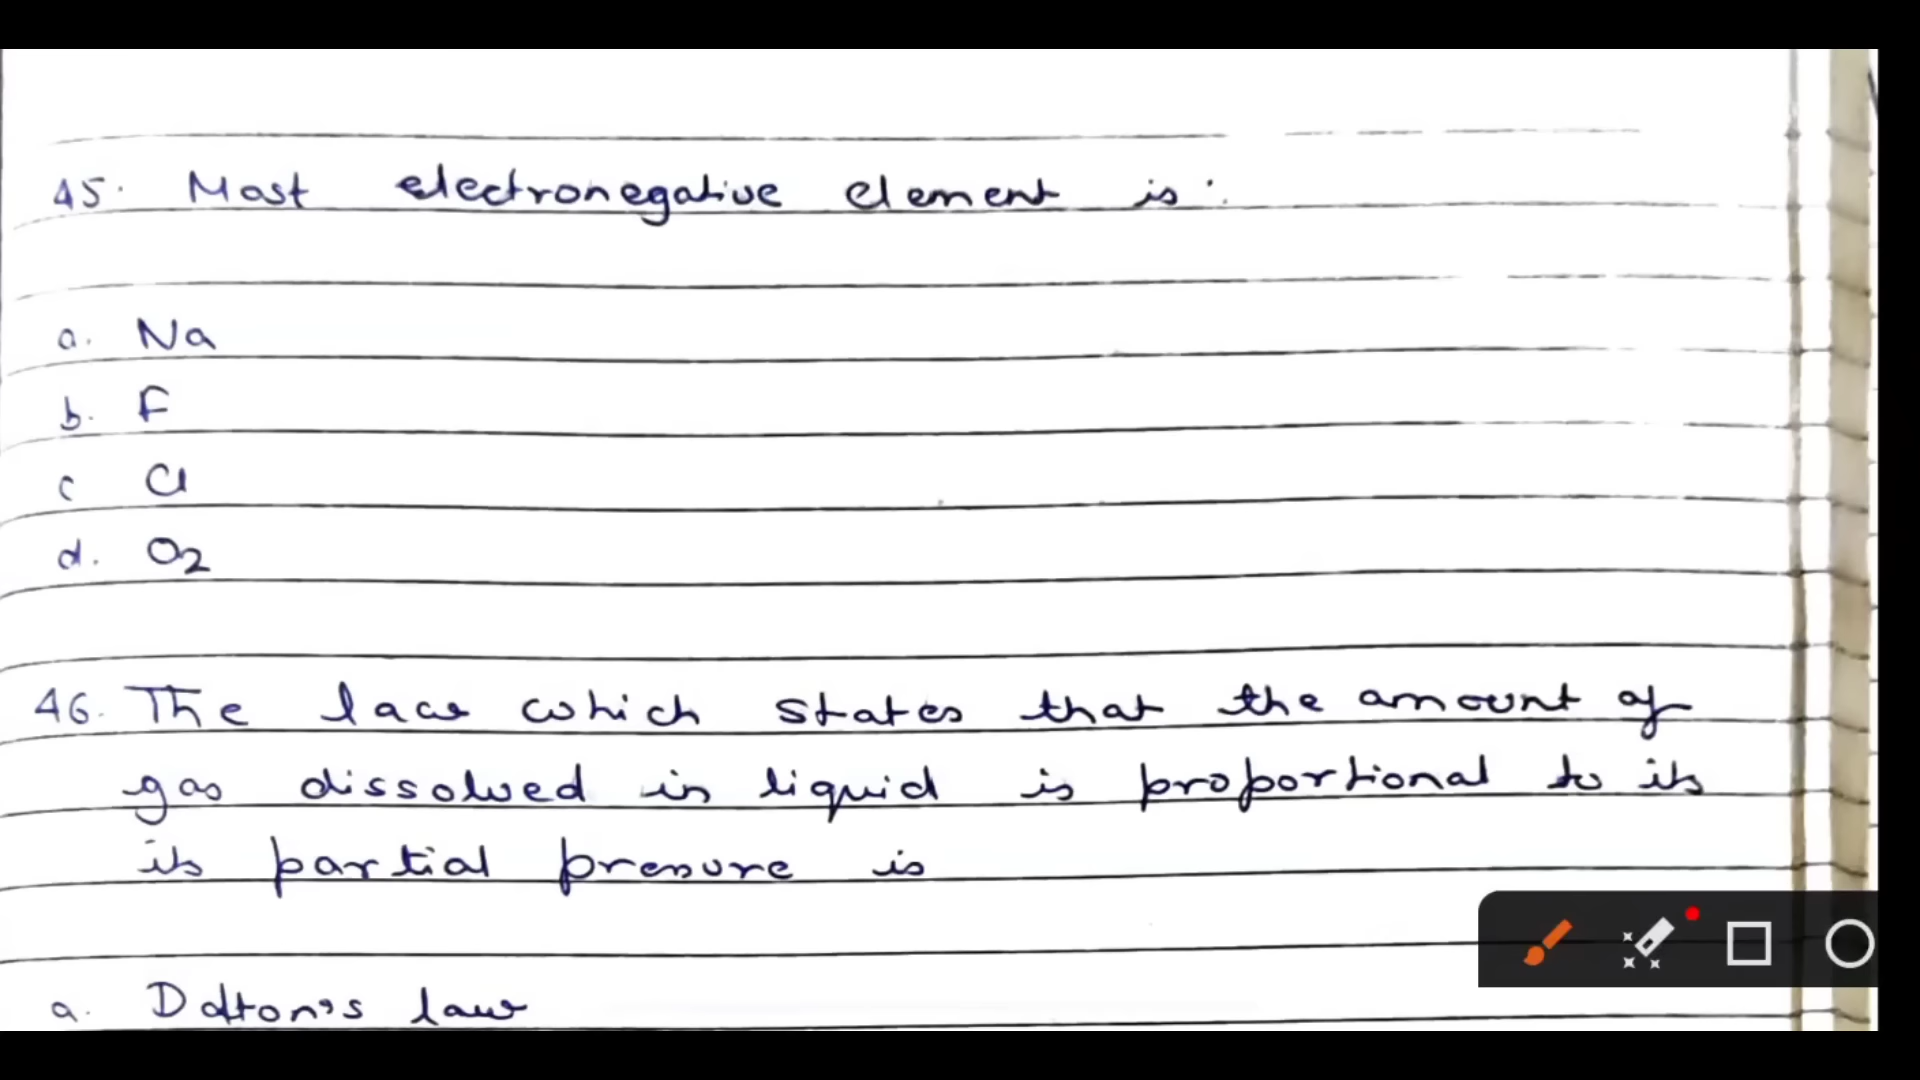 45. Most electronegative element is:
a. Na
b. F
c Cl
d. O2
46. The law which states that the amount of
gas dissolved in liquid is proportional to its
its partial pressure is
a. Dalton's law